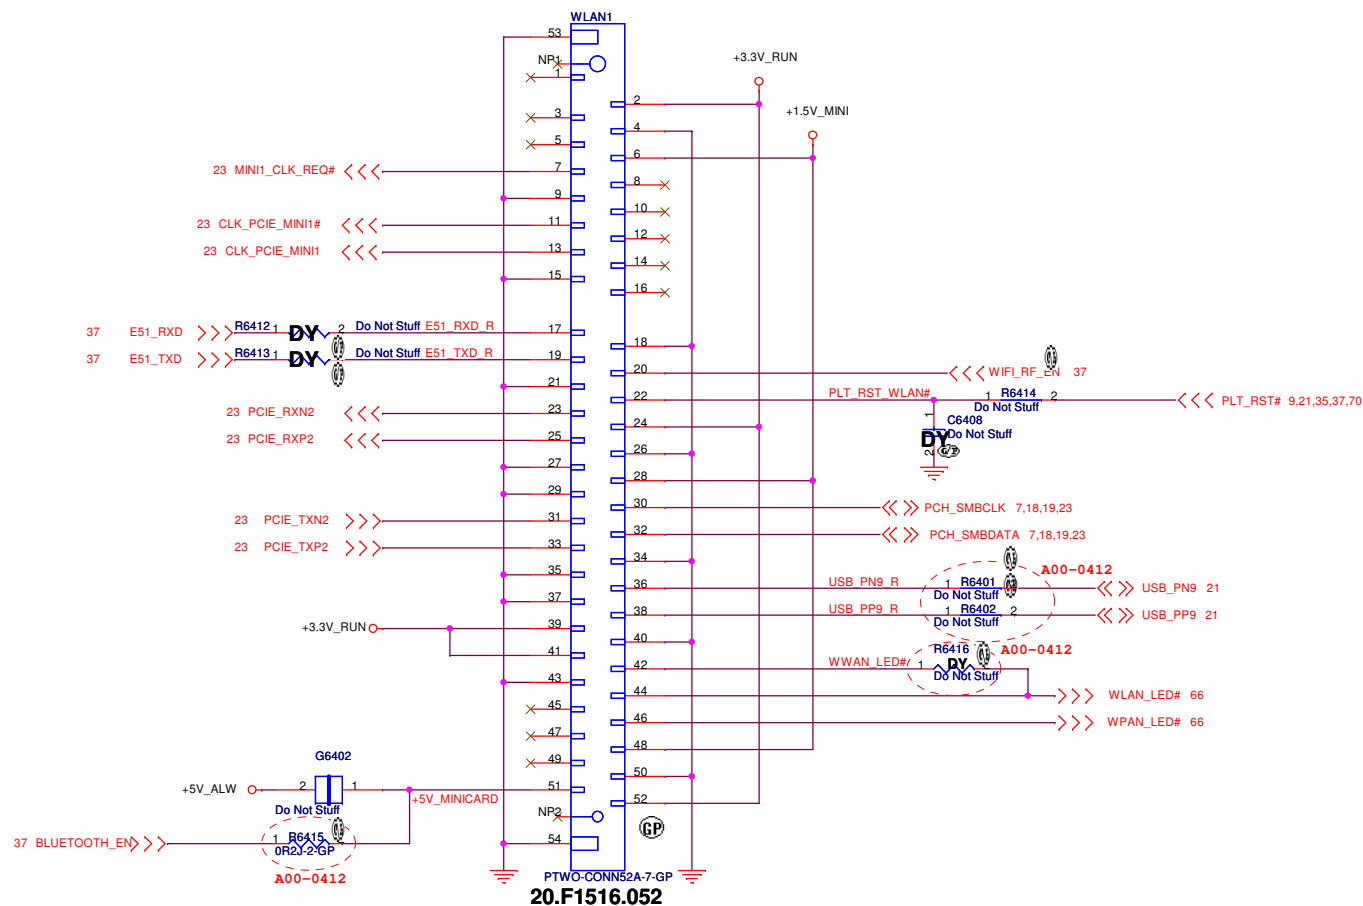 WLAN1
53
NP1
1
+3.3V_RUN
2
+1.5V_MINI
3
4
5
6
23 MINI1_CLK_REQ#
7
8
9
10
23 CLK_PCIE_MINI1#
11
12
23 CLK_PCIE_MINI1
13
14
15
16
37 E51_RXD
R6412 1 DY 2 Do Not Stuff E51_RXD_R
17
18
37 E51_TXD
R6413 1 DY Do Not Stuff E51_TXD_R
19
20
WIFI_RF_EN 37
21
22
PLT_RST_WLAN#
1 R6414 2
Do Not Stuff
PLT_RST# 9,21,35,37,70
23 PCIE_RXN2
23
24
1
C6408
Do Not Stuff
DY
2
GP
23 PCIE_RXP2
25
26
27
28
29
30
PCH_SMBCLK 7,18,19,23
23 PCIE_TXN2
31
32
PCH_SMBDATA 7,18,19,23
23 PCIE_TXP2
33
34
35
A00-0412
36
USB_PN9_R
1 R6401
Do Not Stuff
USB_PN9 21
37
38
USB_PP9_R
1 R6402 2
Do Not Stuff
USB_PP9 21
+3.3V_RUN
39
40
R6416
A00-0412
41
42
WWAN_LED#
1 DY
Do Not Stuff
43
44
WLAN_LED# 66
45
46
WPAN_LED# 66
47
48
49
G6402
50
+5V_ALW
2 1
51
+5V_MINICARD
52
Do Not Stuff
NP2
GP
37 BLUETOOTH_EN
1 R6415
0R2J-2-GP
54
A00-0412
PTWO-CONN52A-7-GP
20.F1516.052